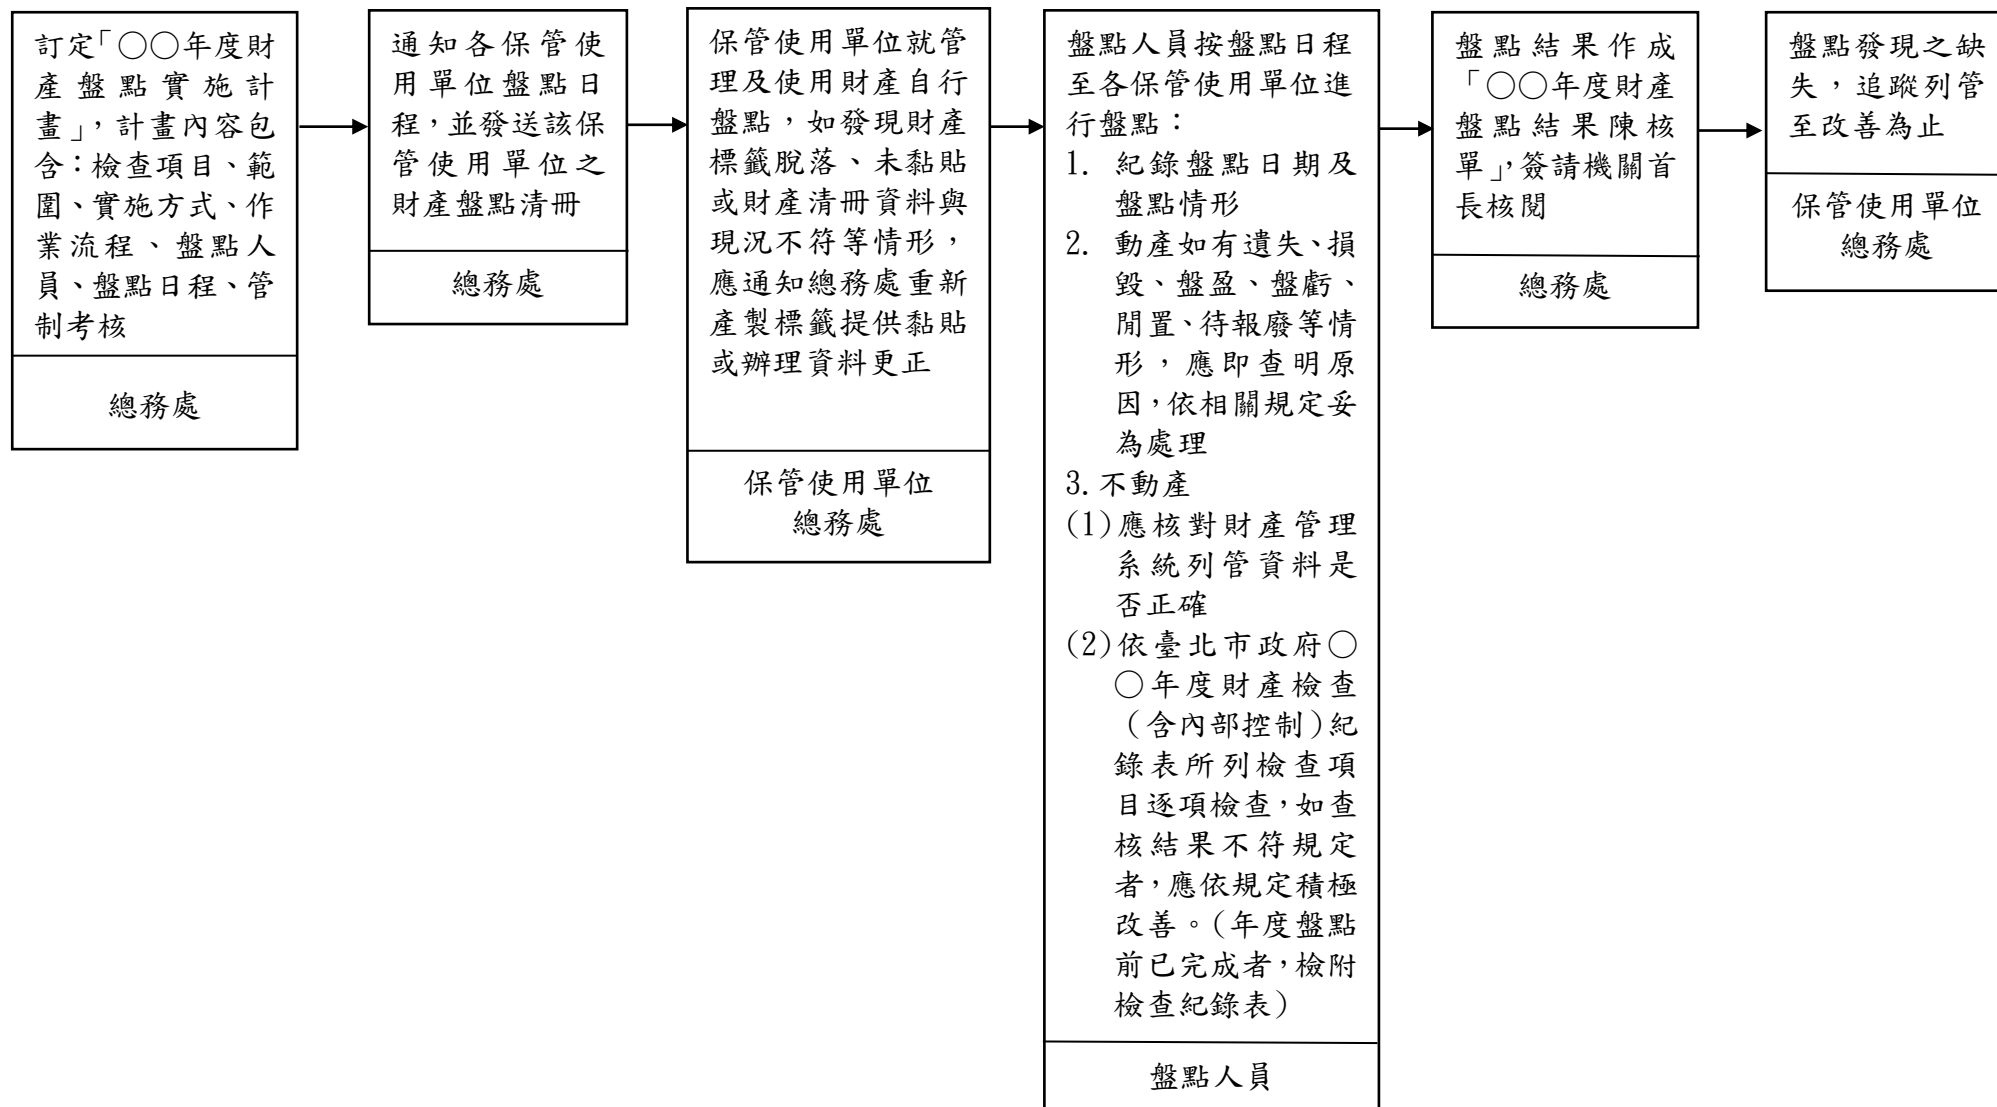 訂定「○○年度財
產盤點實施計
畫」,計畫內容包
含:檢查項目、範
圍、實施方式、作
業流程、盤點人
員、盤點日程、管
制考核
總務處
通知各保管使
用單位盤點日
程,並發送該保
管使用單位之
財產盤點清冊
總務處
保管使用單位就管
理及使用財產自行
盤點,如發現財產
標籤脫落、未黏貼
或財產清冊資料與
現況不符等情形,
應通知總務處重新
產製標籤提供黏貼
或辦理資料更正
保管使用單位
總務處
盤點人員按盤點日程
至各保管使用單位進
行盤點:
1. 紀錄盤點日期及
盤點情形
2. 動產如有遺失、損
毀、盤盈、盤虧、
閒置、待報廢等情
形,應即查明原
因,依相關規定妥
為處理
3.不動產
(1)應核對財產管理
系統列管資料是
否正確
(2)依臺北市政府○
○年度財產檢查
(含內部控制)紀
錄表所列檢查項
目逐項檢查,如查
核結果不符規定
者,應依規定積極
改善。(年度盤點
前已完成者,檢附
檢查紀錄表)
盤點人員
盤點結果作成
「○○年度財產
盤點結果陳核
單」,簽請機關首
長核閱
總務處
盤點發現之缺
失,追蹤列管
至改善為止
保管使用單位
總務處